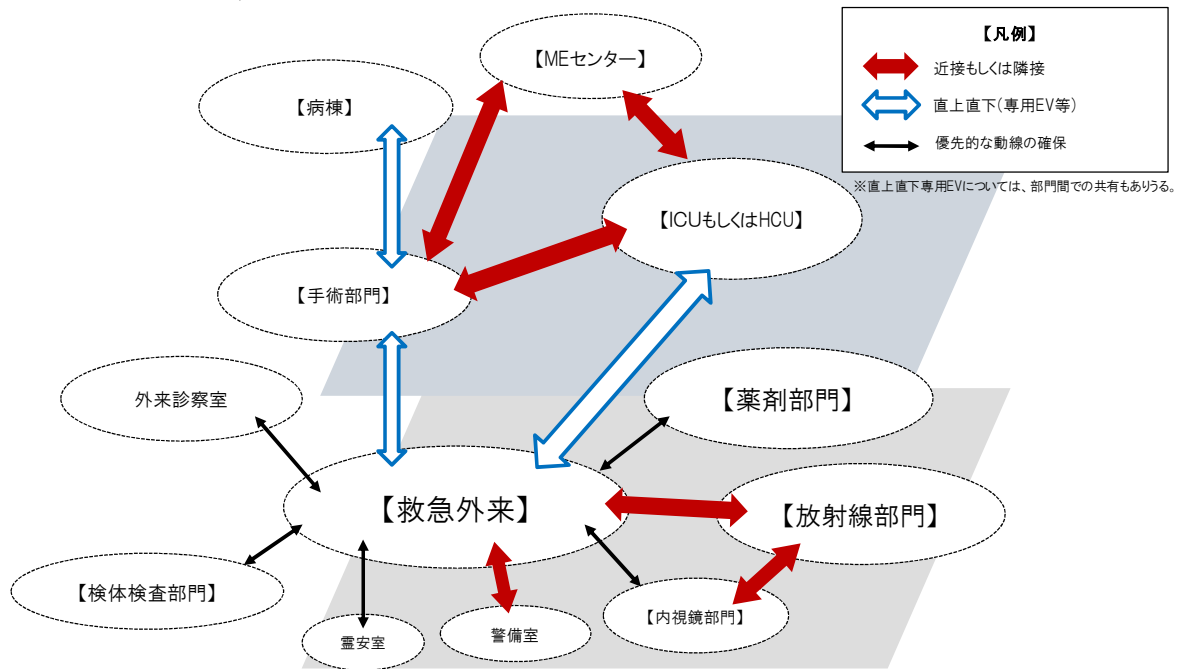 【凡例】
近接もしくは隣接
直上直下(専用EV等)
優先的な動線の確保
※直上直下専用EVについては、部門間での共有もありうる。
【MEセンター】
【病棟】
【ICUもしくはHCU】
【手術部門】
外来診察室
【薬剤部門】
【救急外来】
【放射線部門】
【検体検査部門】
【内視鏡部門】
警備室
霊安室